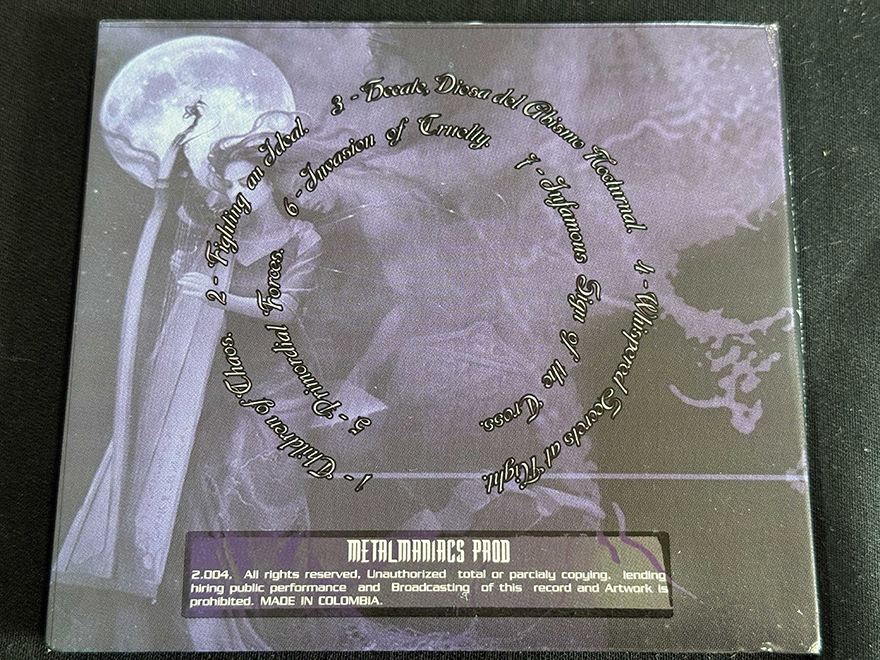 1 - Children of Chaos.
2 - Fighting an Ideal.
3 - Hecate, Diosa del Abismo Nocturnal.
4 - Whispered Secrets at Night.
5 - Primordial Forces.
6 - Invasion of Cruelty.
7 - Infamous Sign of the Cross.
METALMANIACS PROD
2.004, All rights reserved, Unauthorized total or parcialy copying, lending
hiring public performance and Broadcasting of this record and Artwork is
prohibited. MADE IN COLOMBIA.